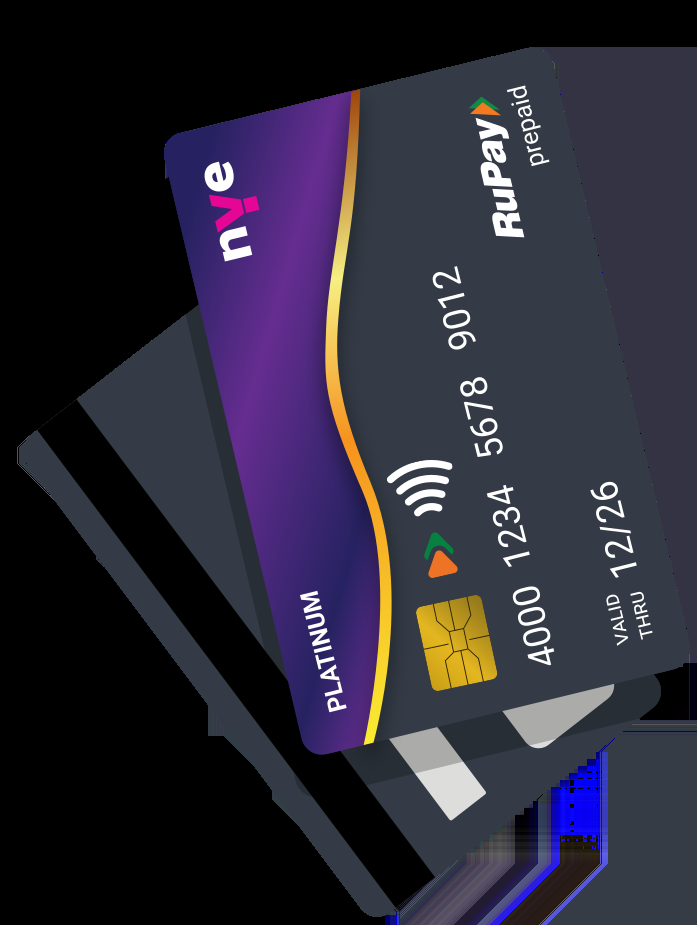 nye
RuPay
prepaid
PLATINUM
4000 1234 5678 9012
VALID
THRU 12/26